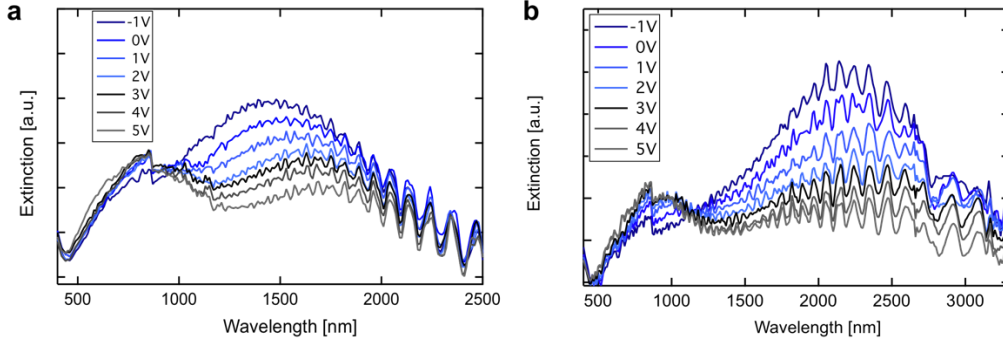 a
-1V
0V
1V
2V
3V
4V
5V
Extinction [a.u.]
500
1000
1500
2000
2500
Wavelength [nm]
b
-1V
0V
1V
2V
3V
4V
5V
Extinction [a.u.]
500
1000
1500
2000
2500
3000
Wavelength [nm]